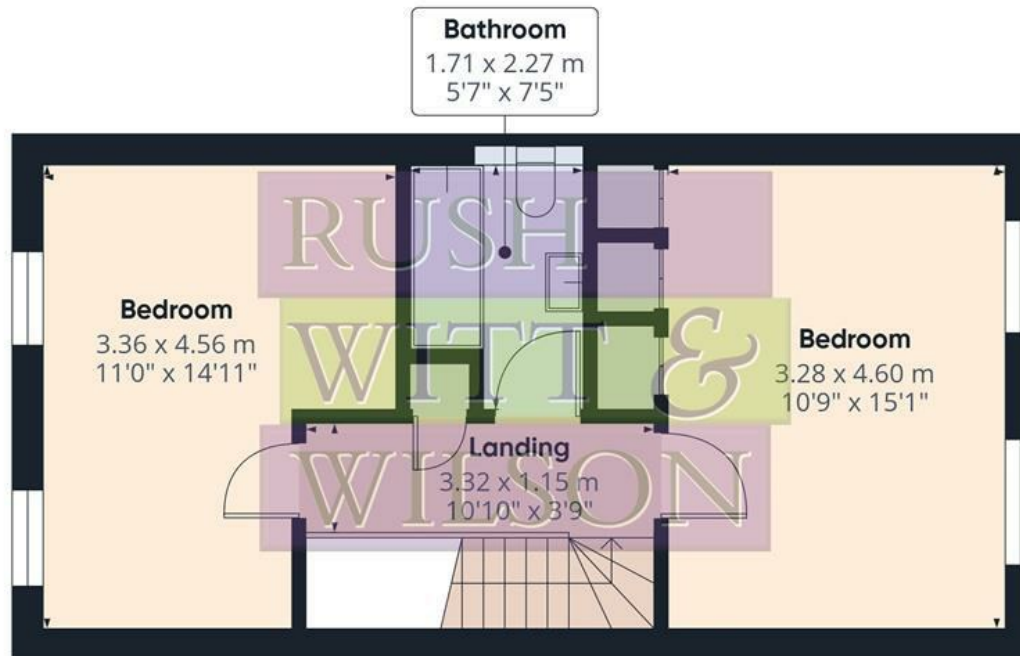 Bathroom
1.71 x 2.27 m
5'7" x 7'5"
RUSH
WITT &
WILSON
Bedroom
3.36 x 4.56 m
11'0" x 14'11"
Bedroom
3.28 x 4.60 m
10'9" x 15'1"
Landing
3.32 x 1.15 m
10'10" x 3'9"